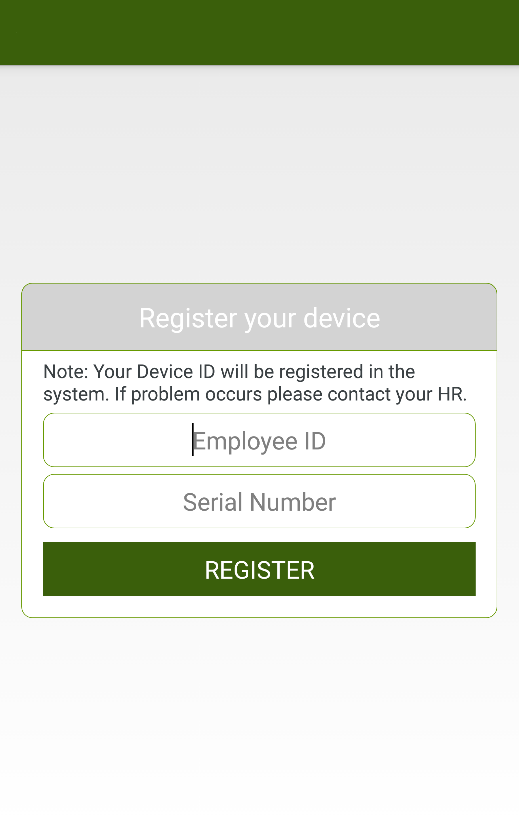 Register your device
Note: Your Device ID will be registered in the
system. If problem occurs please contact your HR.
Employee ID
Serial Number
REGISTER